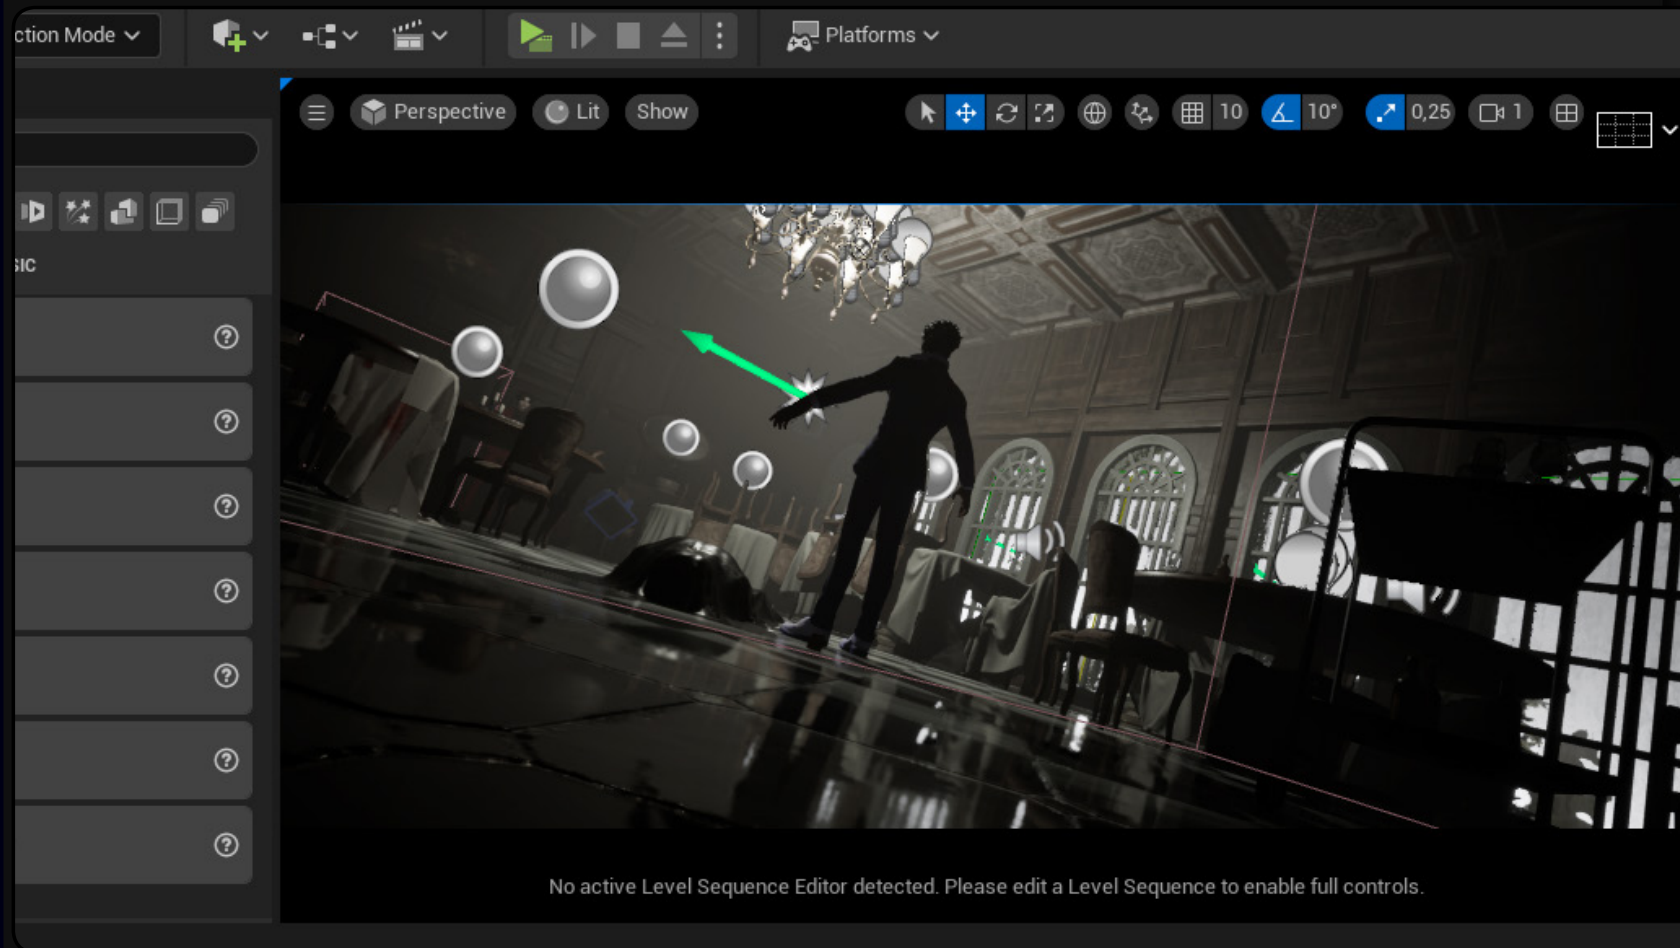 ction Mode
Platforms
Perspective
Lit
Show
10
10°
0,25
1
SIC
No active Level Sequence Editor detected. Please edit a Level Sequence to enable full controls.